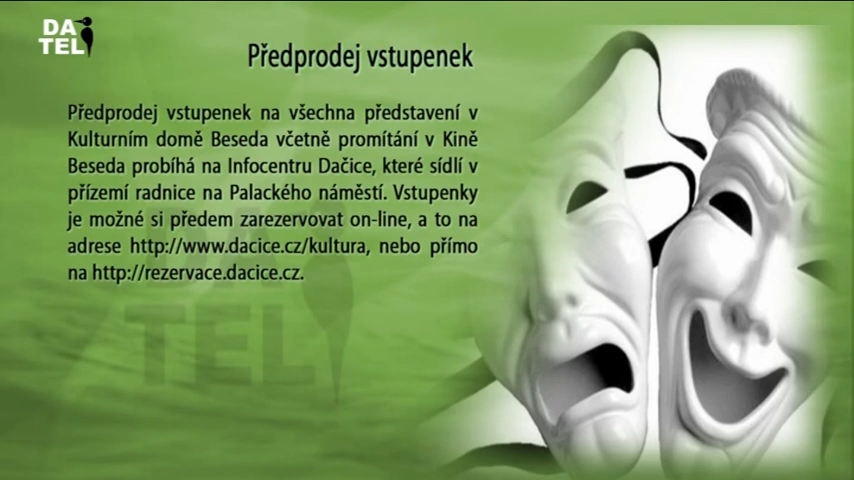 DA
TEL
Předprodej vstupenek
Předprodej vstupenek na všechna představení v
Kulturním domě Beseda včetně promítání v Kině
Beseda probíhá na Infocentru Dačice, které sídlí v
přízemí radnice na Palackého náměstí. Vstupenky
je možné si předem zarezervovat on-line, a to na
adrese http://www.dacice.cz/kultura, nebo přímo
na http://rezervace.dacice.cz.
DA
TEL